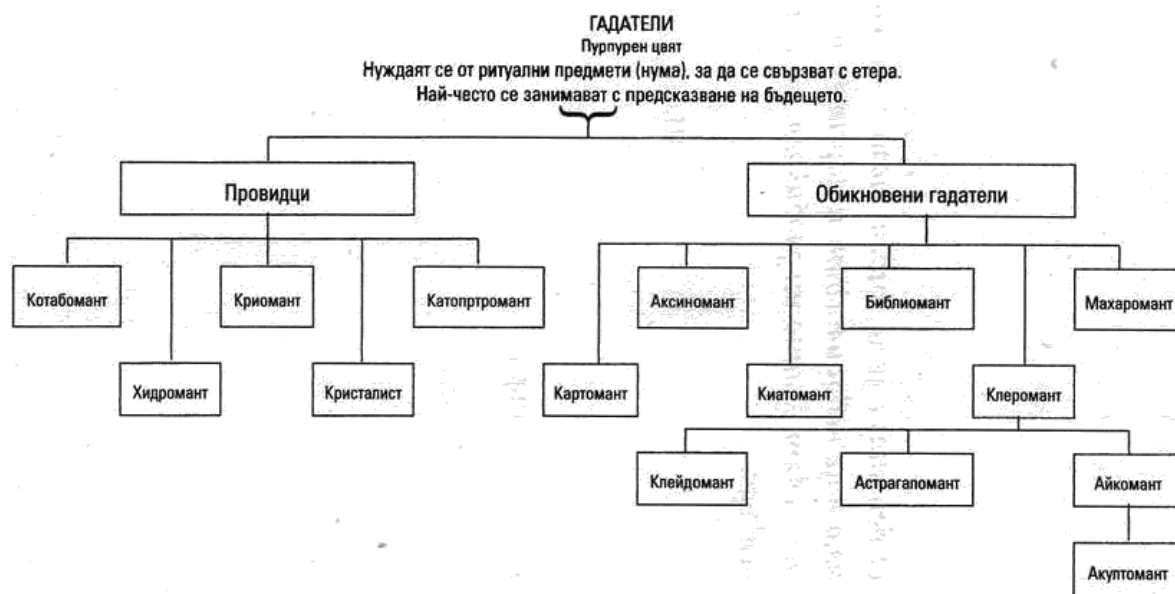 ГАДАТЕЛИ
Пурпурен цвят
Нуждаят се от ритуални предмети (нума), за да се свързват с етера.
Най-често се занимават с предсказване на бъдещето.
Провидци
Обикновени гадатели
Котабомант
Криомант
Катоптромант
Аксиномант
Библиомант
Махаромант
Хидромант
Кристалист
Картомант
Киатомант
Клеромант
Клейдомант
Астрагаломант
Айкомант
Акултомант